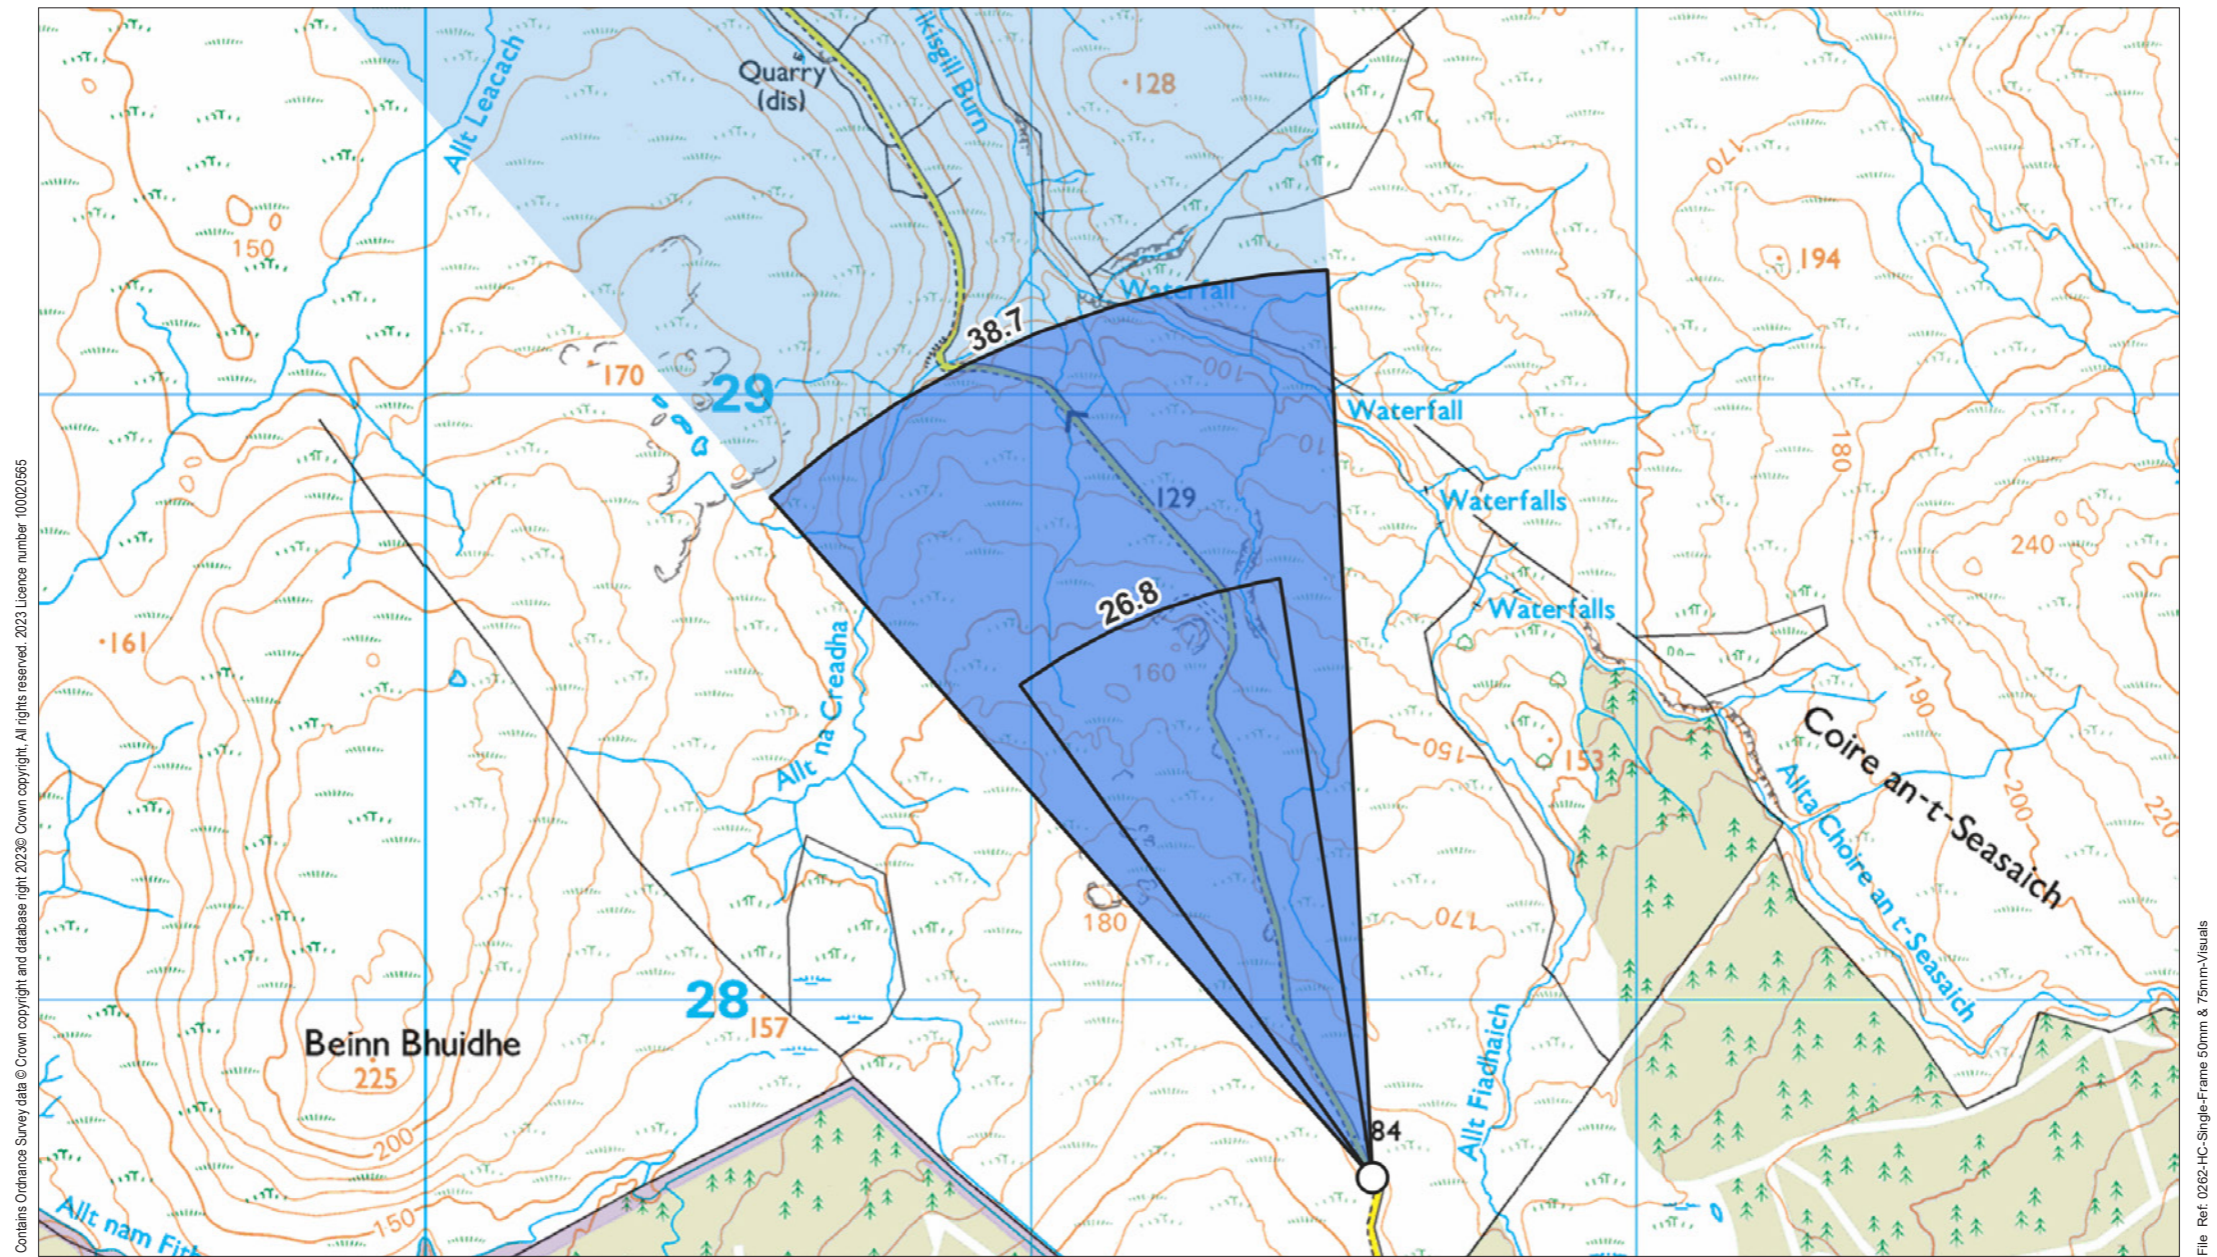 Allt Leacach
Quarry
(dis)
ikisgill Burn
128
170
194
150
Waterfall
38.7
100
170
29
Waterfall
10
180
129
Waterfalls
240
26.8
Waterfalls
161
160
Allt na Creadha
190
Coire an-t-Seasaich
150
153
Allta Choire an t-Seasaich
200
220
180
170
28
157
Beinn Bhuidhe
225
Allt Fiadhaich
84
200
150
Allt nam Fith
Contains Ordnance Survey data © Crown copyright and database right 2023© Crown copyright, All rights reserved. 2023 Licence number 100020565
File Ref: 0262-HC-Single-Frame 50mm & 75mm-Visuals